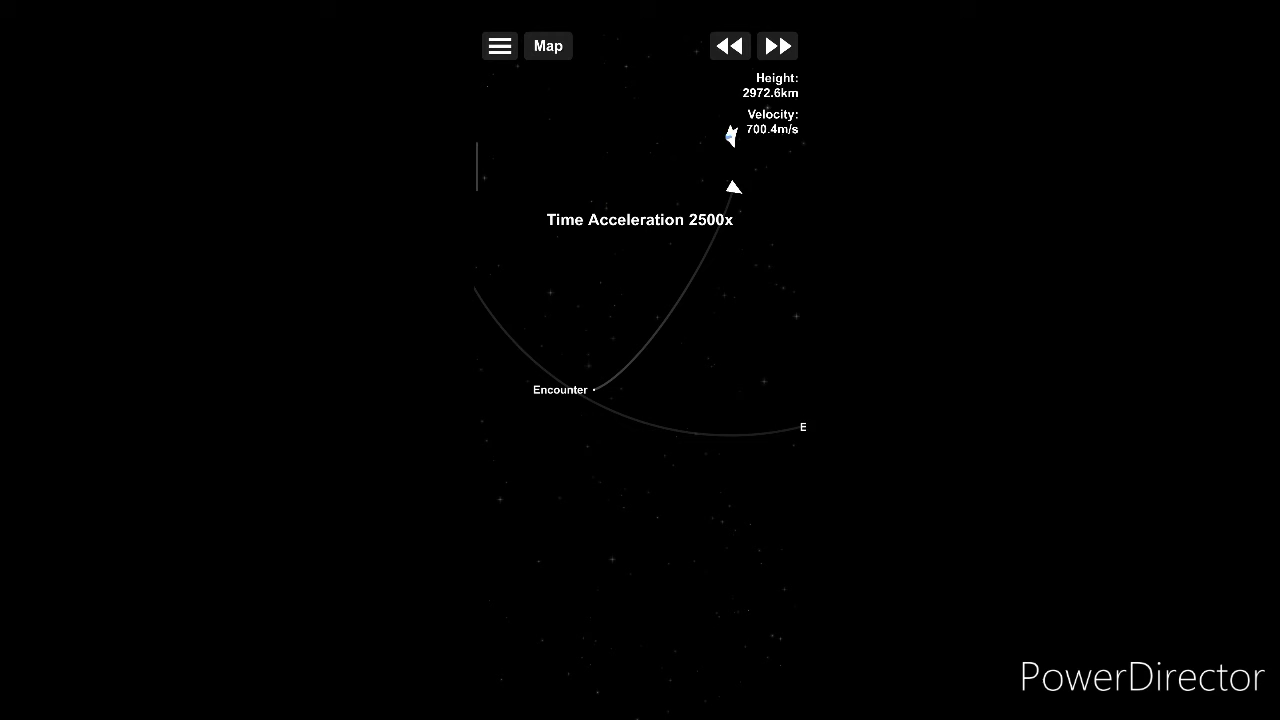 Map
Height:
2972.6km
Velocity:
700.4m/s
Time Acceleration 2500x
Encounter
E
PowerDirector